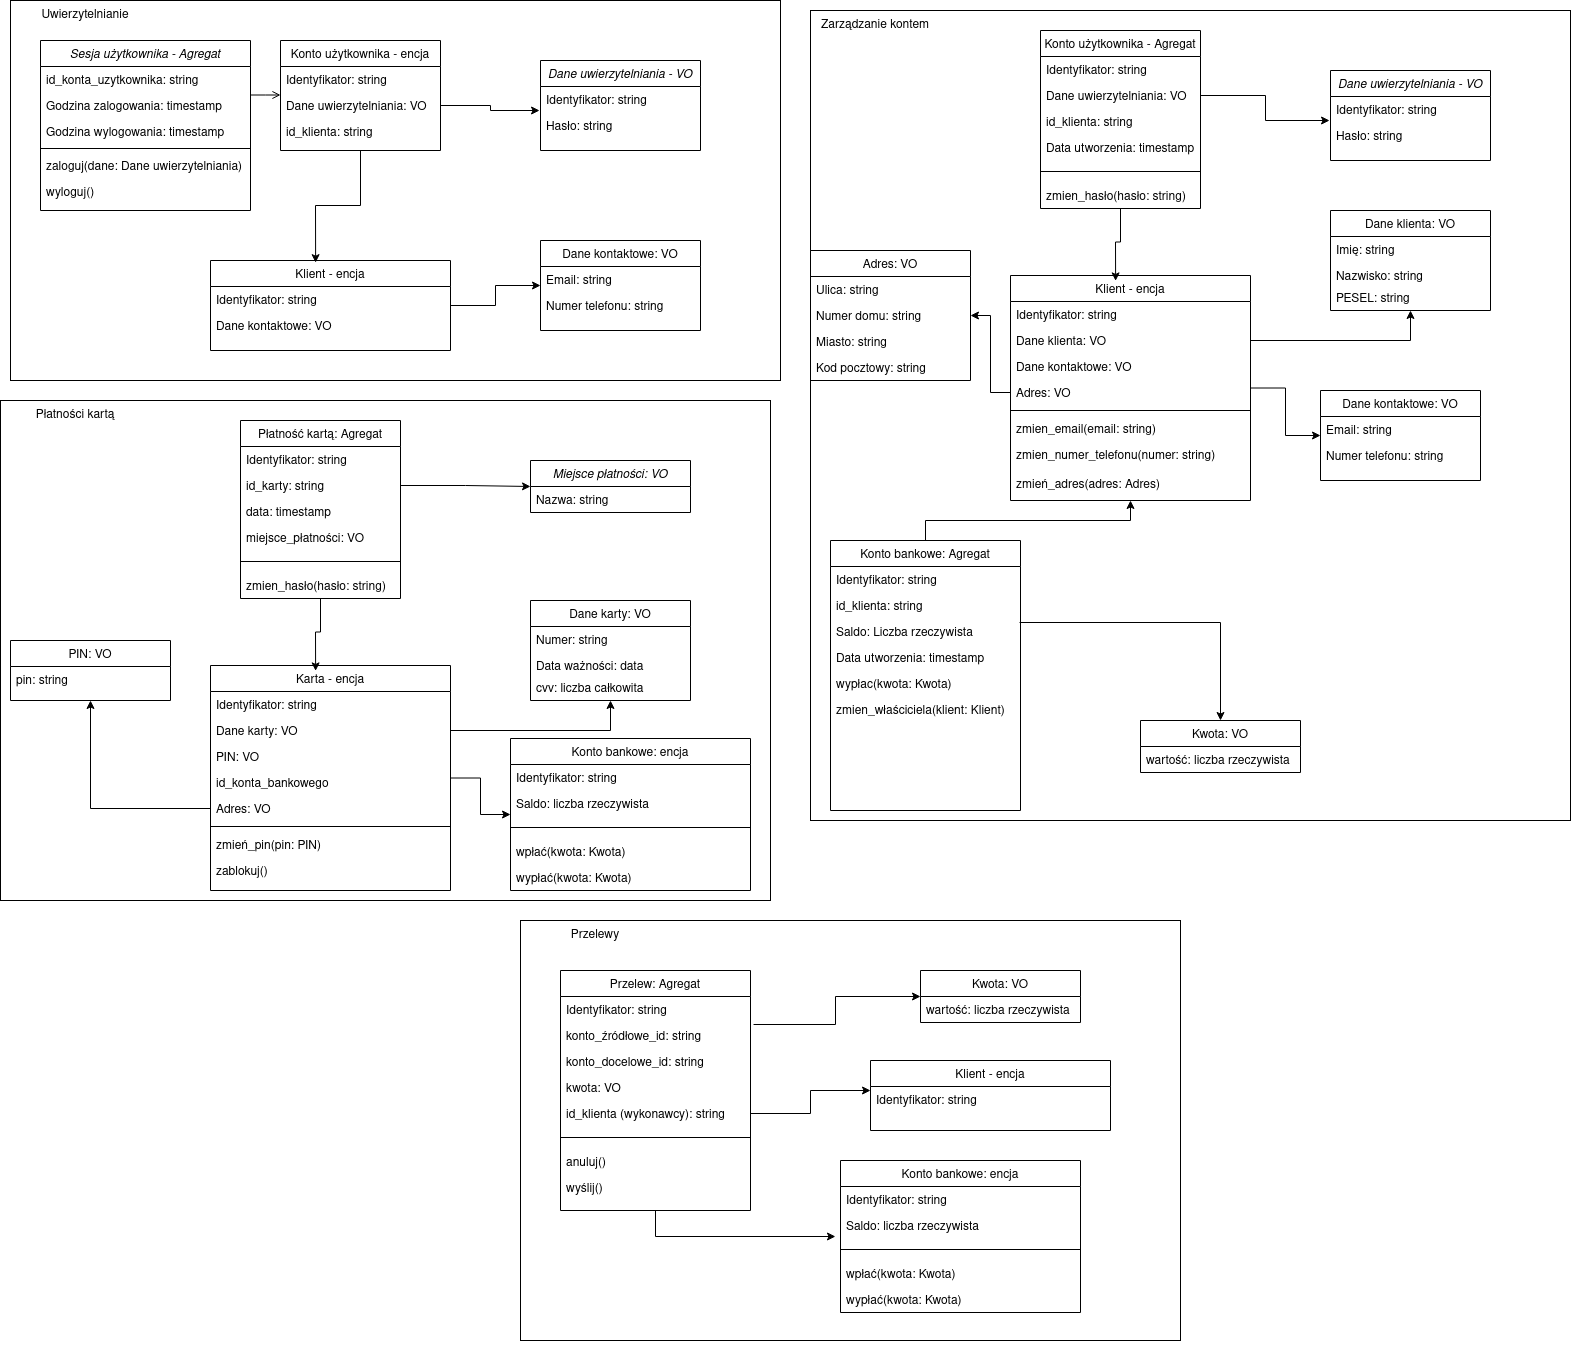 Uwierzytelnianie
Sesja użytkownika - Agregat
id_konta_uzytkownika: string
Godzina zalogowania: timestamp
Godzina wylogowania: timestamp
zaloguj(dane: Dane uwierzytelniania)
wyloguj()
Konto użytkownika - encja
Identyfikator: string
Dane uwierzytelniania: VO
id_klienta: string
Dane uwierzytelniania - VO
Identyfikator: string
Hasło: string
Klient - encja
Identyfikator: string
Dane kontaktowe: VO
Dane kontaktowe: VO
Email: string
Numer telefonu: string
Zarządzanie kontem
Konto użytkownika - Agregat
Identyfikator: string
Dane uwierzytelniania: VO
id_klienta: string
Data utworzenia: timestamp
zmien_hasło(hasło: string)
Dane uwierzytelniania - VO
Identyfikator: string
Hasło: string
Dane klienta: VO
Imię: string
Nazwisko: string
PESEL: string
Adres: VO
Ulica: string
Numer domu: string
Miasto: string
Kod pocztowy: string
Klient - encja
Identyfikator: string
Dane klienta: VO
Dane kontaktowe: VO
Adres: VO
zmien_email(email: string)
zmien_numer_telefonu(numer: string)
zmień_adres(adres: Adres)
Dane kontaktowe: VO
Email: string
Numer telefonu: string
Konto bankowe: Agregat
Identyfikator: string
id_klienta: string
Saldo: Liczba rzeczywista
Data utworzenia: timestamp
wypłac(kwota: Kwota)
zmien_właściciela(klient: Klient)
Kwota: VO
wartość: liczba rzeczywista
Płatności kartą
Płatność kartą: Agregat
Identyfikator: string
id_karty: string
data: timestamp
miejsce_płatności: VO
zmien_hasło(hasło: string)
Miejsce płatności: VO
Nazwa: string
Dane karty: VO
Numer: string
Data ważności: data
cvv: liczba całkowita
PIN: VO
pin: string
Karta - encja
Identyfikator: string
Dane karty: VO
PIN: VO
id_konta_bankowego
Adres: VO
zmień_pin(pin: PIN)
zablokuj()
Konto bankowe: encja
Identyfikator: string
Saldo: liczba rzeczywista
wpłać(kwota: Kwota)
wypłać(kwota: Kwota)
Przelewy
Przelew: Agregat
Identyfikator: string
konto_źródłowe_id: string
konto_docelowe_id: string
kwota: VO
id_klienta (wykonawcy): string
anuluj()
wyślij()
Kwota: VO
wartość: liczba rzeczywista
Klient - encja
Identyfikator: string
Konto bankowe: encja
Identyfikator: string
Saldo: liczba rzeczywista
wpłać(kwota: Kwota)
wypłać(kwota: Kwota)